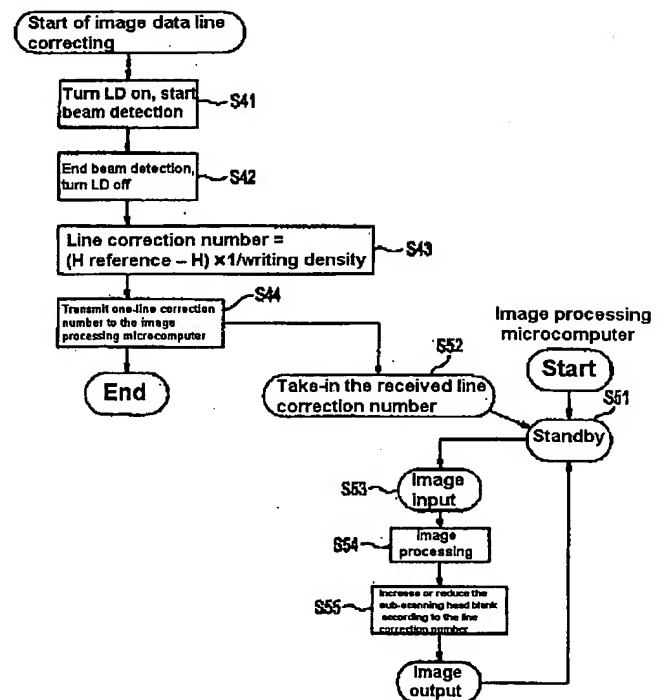 Start of image data line
correcting
Turn LD on, start
beam detection
S41
End beam detection,
turn LD off
S42
Line correction number =
(H reference – H) ×1/writing density
S43
Transmit one-line correction
number to the image
processing microcomputer
S44
End
Image processing
microcomputer
Start
S52
Take-in the received line
correction number
S51
Standby
S53
Image
input
S54
Image
processing
S55
Increase or reduce the
sub-scanning head blank
according to the line
correction number
Image
output